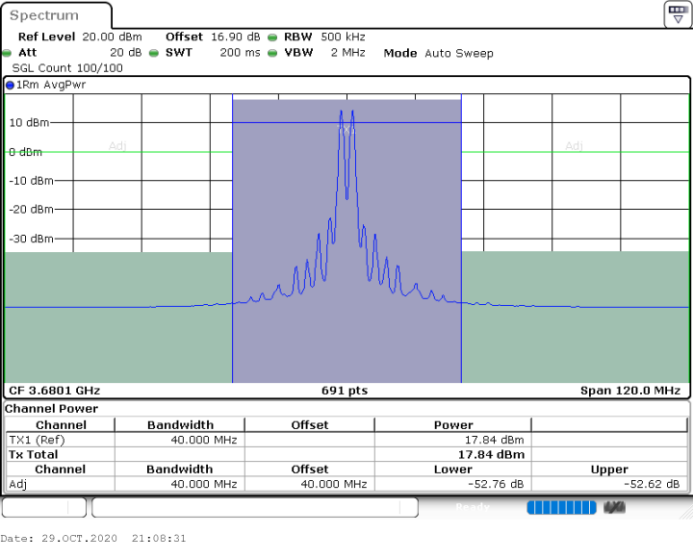 Spectrum
Ref Level 20.00 dBm Offset 16.90 dB RBW 500 kHz
Att 20 dB SWT 200 ms VBW 2 MHz Mode Auto Sweep
SGL Count 100/100
1Rm AvgPwr
10 dBm
Adj Adj
0 dBm
-10 dBm
-20 dBm
-30 dBm
CF 3.6801 GHz 691 pts Span 120.0 MHz
Channel Power
Channel Bandwidth Offset Power
TX1 (Ref) 40.000 MHz 17.84 dBm
Tx Total 17.84 dBm
Channel Bandwidth Offset Lower Upper
Adj 40.000 MHz 40.000 MHz -52.76 dB -52.62 dB
Ready
Date: 29.OCT.2020 21:08:31